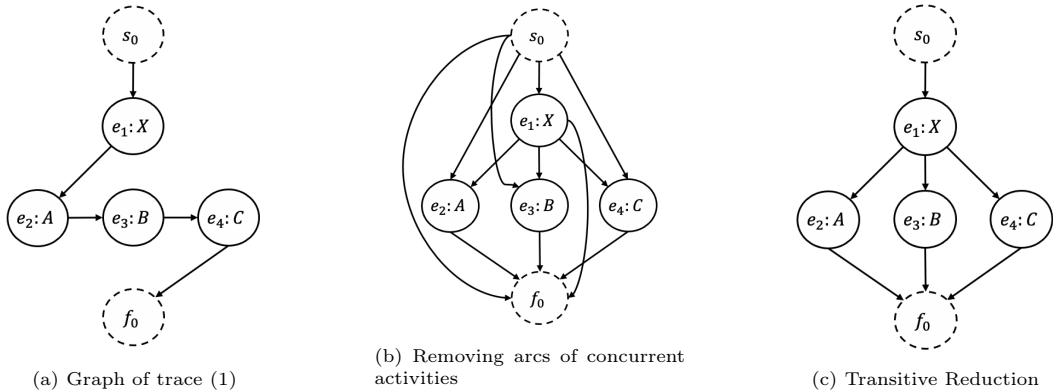 s₀
e₁: X
e₂: A
e₃: B
e₄: C
f₀
(a) Graph of trace (1)
s₀
e₁: X
e₂: A
e₃: B
e₄: C
f₀
(b) Removing arcs of concurrent
activities
s₀
e₁: X
e₂: A
e₃: B
e₄: C
f₀
(c) Transitive Reduction